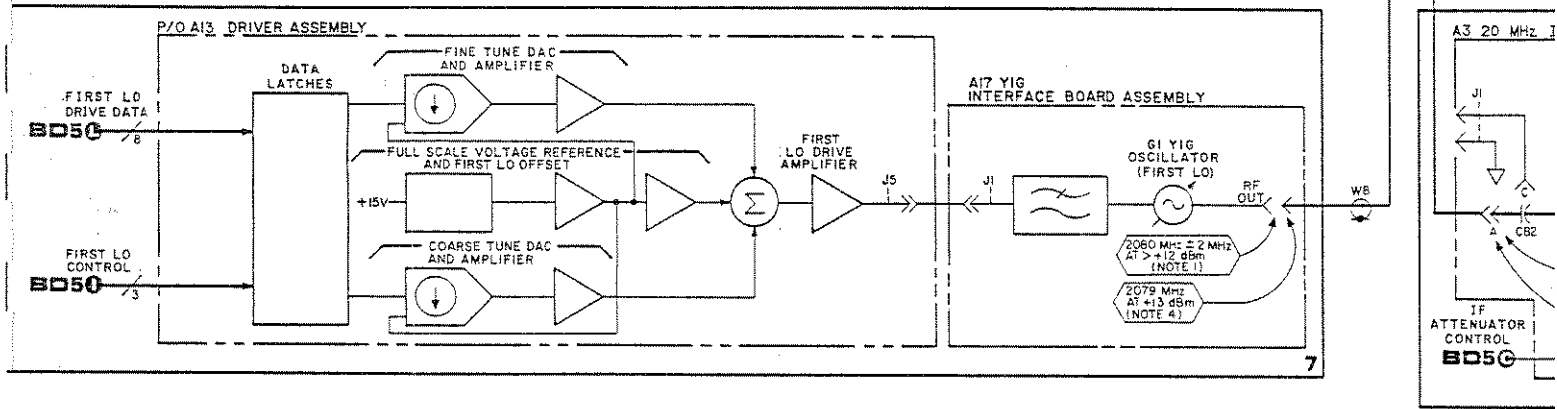 P/O A13 DRIVER ASSEMBLY
FINE TUNE DAC
AND AMPLIFIER
DATA
LATCHES
FIRST LO
DRIVE DATA
BD5
8
FULL SCALE VOLTAGE REFERENCE
AND FIRST LO OFFSET
+15V
FIRST
LO DRIVE
AMPLIFIER
Σ
J5
COARSE TUNE DAC
AND AMPLIFIER
FIRST LO
CONTROL
BD5
3
A17 YIG
INTERFACE BOARD ASSEMBLY
J1
G1 YIG
OSCILLATOR
(FIRST LO)
RF
OUT
2080 MHz ± 2 MHz
AT > +12 dBm
(NOTE 1)
2079 MHz
AT +13 dBm
(NOTE 4)
7
W8
A3 20 MHz
J1
C
A
CB2
IF
ATTENUATOR
CONTROL
BD5